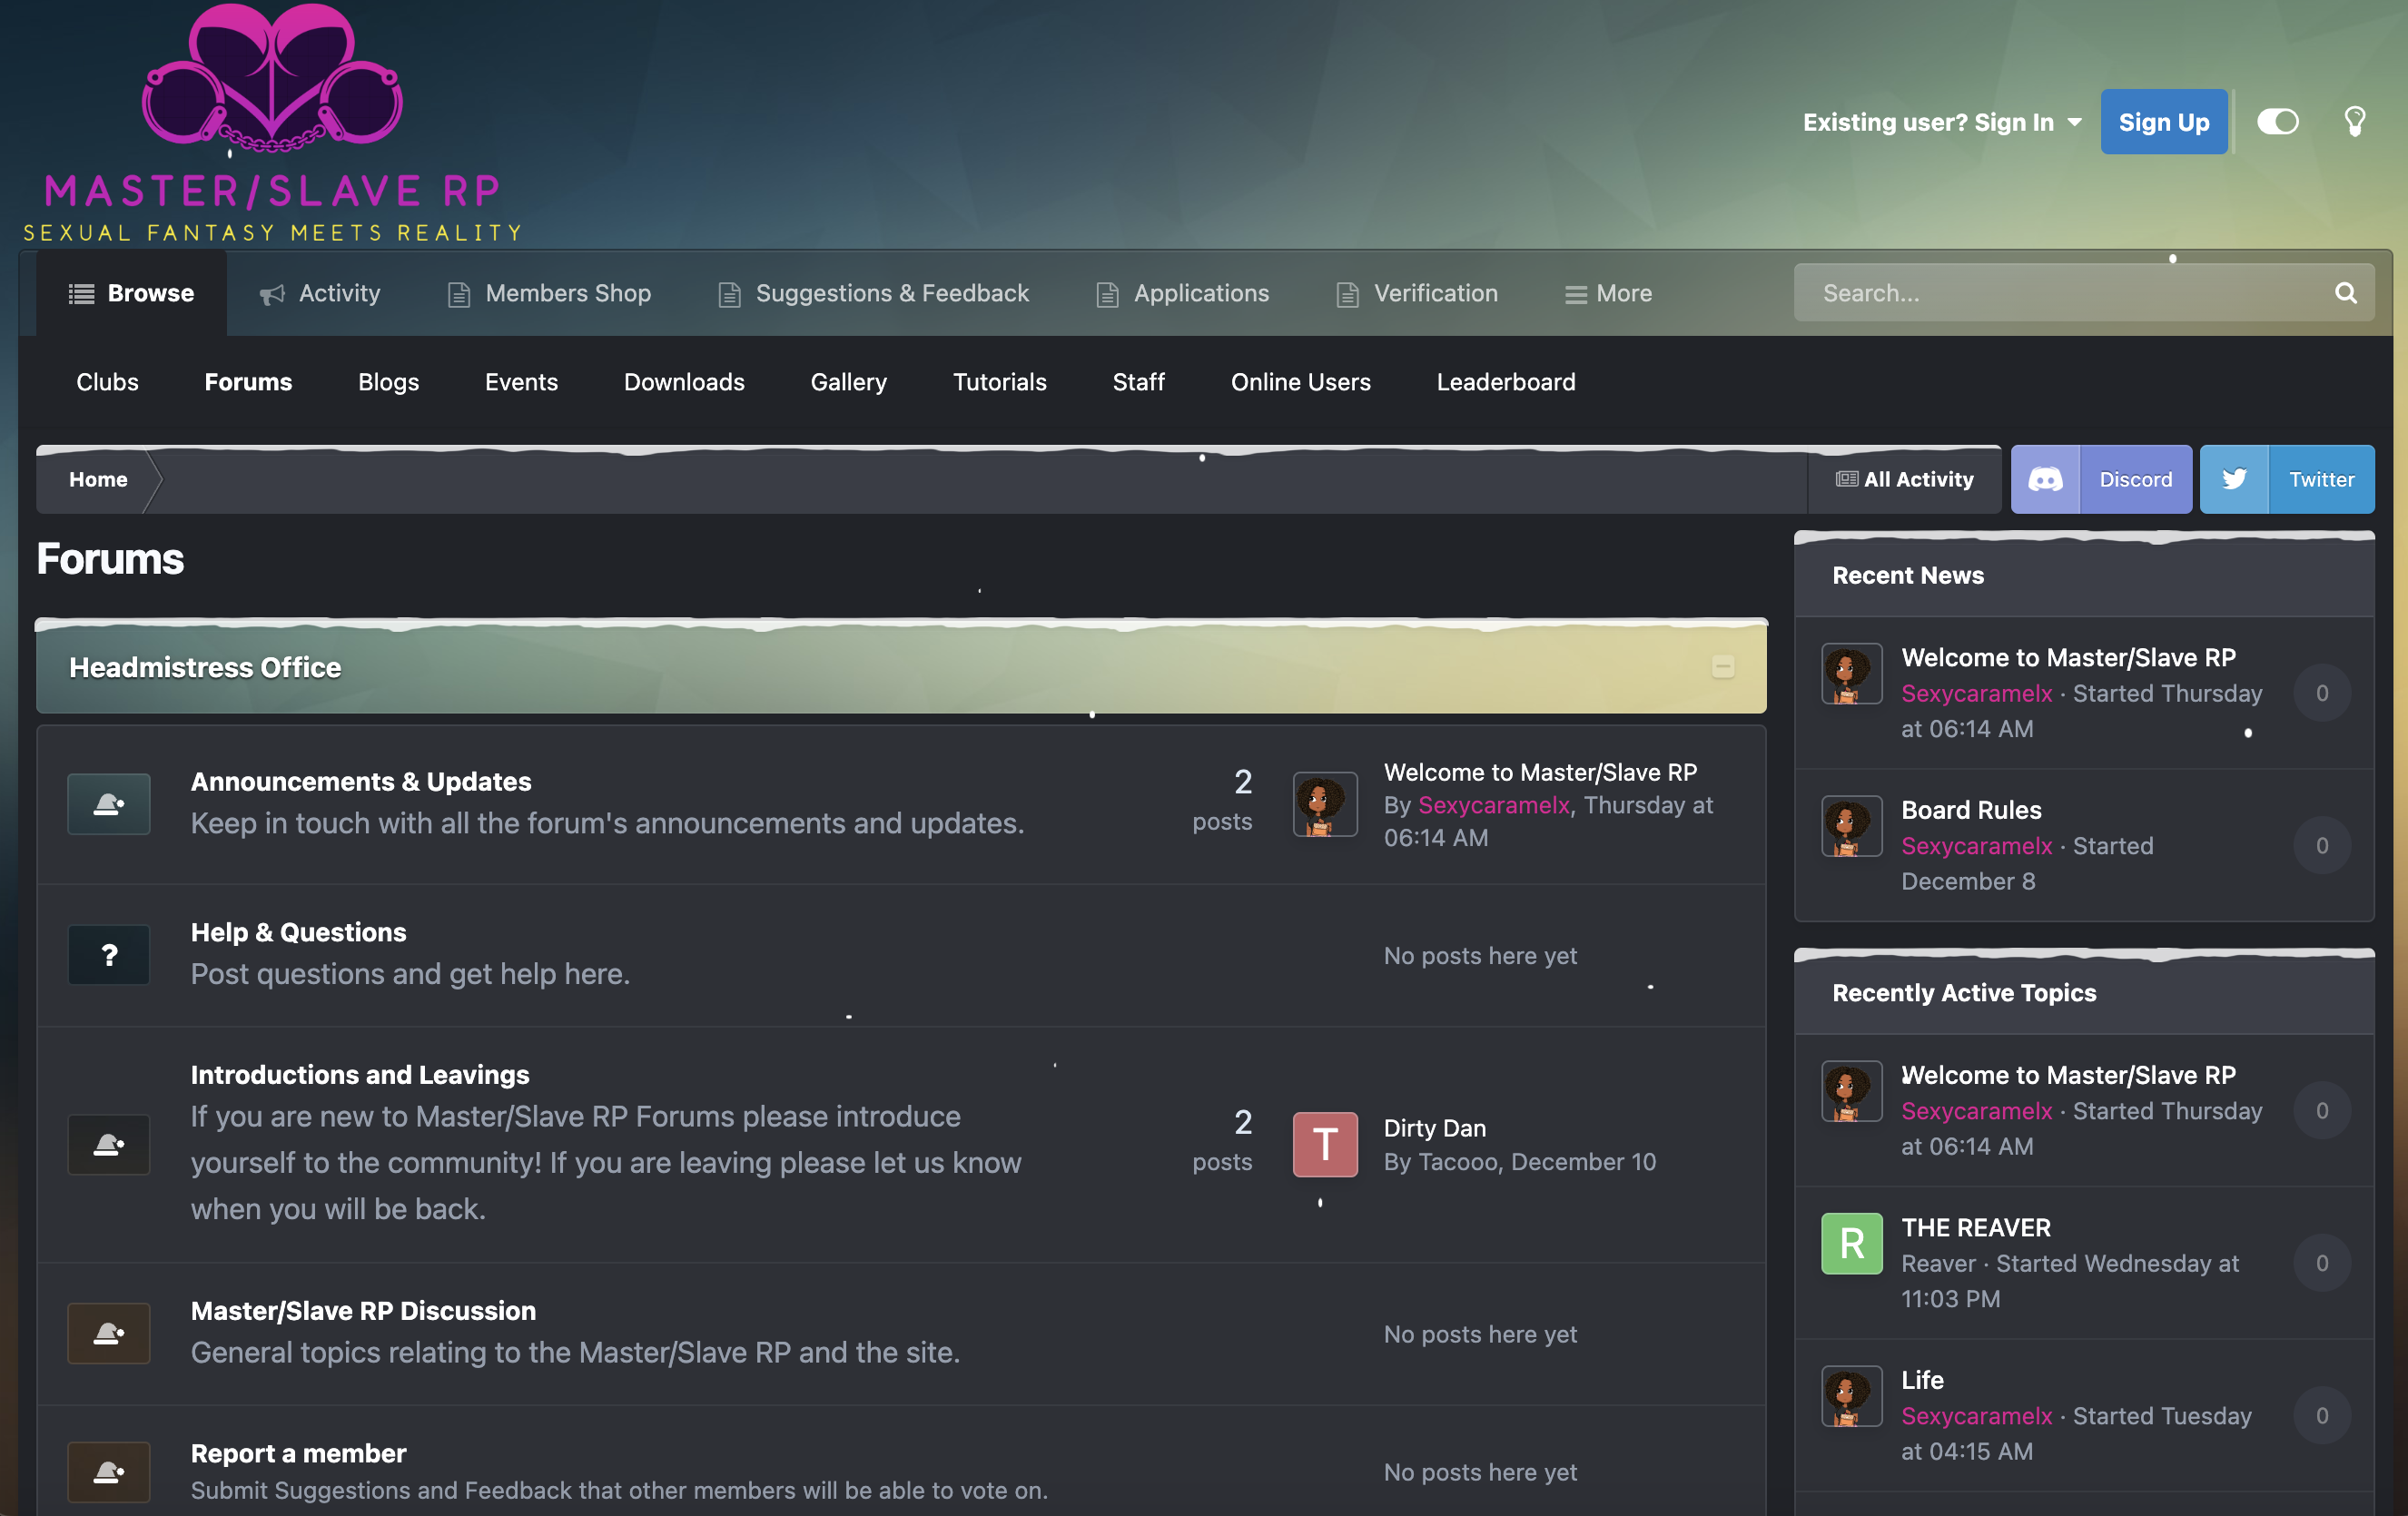 MASTER/SLAVE RP
SEXUAL FANTASY MEETS REALITY
Existing user? Sign In
Sign Up
Browse
Activity
Members Shop
Suggestions & Feedback
Applications
Verification
More
Search...
Clubs
Forums
Blogs
Events
Downloads
Gallery
Tutorials
Staff
Online Users
Leaderboard
Home
All Activity
Discord
Twitter
Forums
Headmistress Office
Announcements & Updates
Keep in touch with all the forum's announcements and updates.
2
posts
Welcome to Master/Slave RP
By Sexycaramelx, Thursday at
06:14 AM
?
Help & Questions
Post questions and get help here.
No posts here yet
Introductions and Leavings
If you are new to Master/Slave RP Forums please introduce
yourself to the community! If you are leaving please let us know
when you will be back.
2
posts
T
Dirty Dan
By Tacooo, December 10
Master/Slave RP Discussion
General topics relating to the Master/Slave RP and the site.
No posts here yet
Report a member
Submit Suggestions and Feedback that other members will be able to vote on.
No posts here yet
Recent News
Welcome to Master/Slave RP
Sexycaramelx · Started Thursday
at 06:14 AM
0
Board Rules
Sexycaramelx · Started
December 8
0
Recently Active Topics
Welcome to Master/Slave RP
Sexycaramelx · Started Thursday
at 06:14 AM
0
R
THE REAVER
Reaver · Started Wednesday at
11:03 PM
0
Life
Sexycaramelx · Started Tuesday
at 04:15 AM
0